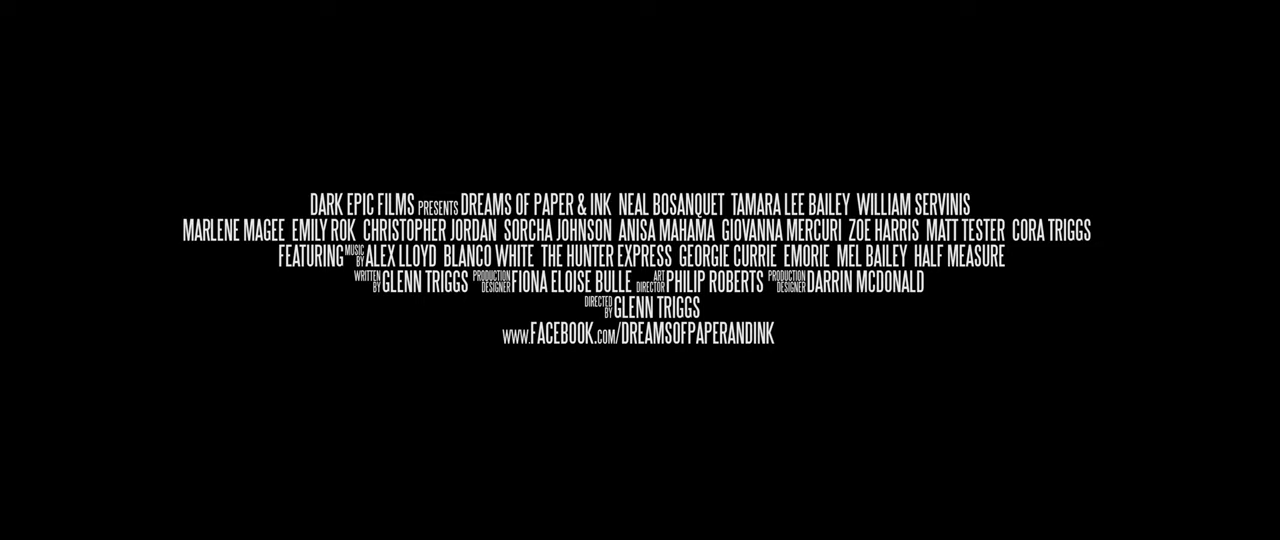 DARK EPIC FILMS PRESENTS DREAMS OF PAPER & INK NEAL BOSANQUET TAMARA LEE BAILEY WILLIAM SERVINIS
MARLENE MAGEE EMILY ROK CHRISTOPHER JORDAN SORCHA JOHNSON ANISA MAHAMA GIOVANNA MERCURI ZOE HARRIS MATT TESTER CORA TRIGGS
FEATURING MUSIC BY ALEX LLOYD BLANCO WHITE THE HUNTER EXPRESS GEORGIE CURRIE EMORIE MEL BAILEY HALF MEASURE
WRITTEN BY GLENN TRIGGS PRODUCTION DESIGNER FIONA ELOISE BULLE ART DIRECTOR PHILIP ROBERTS PRODUCTION DESIGNER DARRIN MCDONALD
DIRECTED BY GLENN TRIGGS
WWW.FACEBOOK.COM/DREAMSOFPAPERANDINK